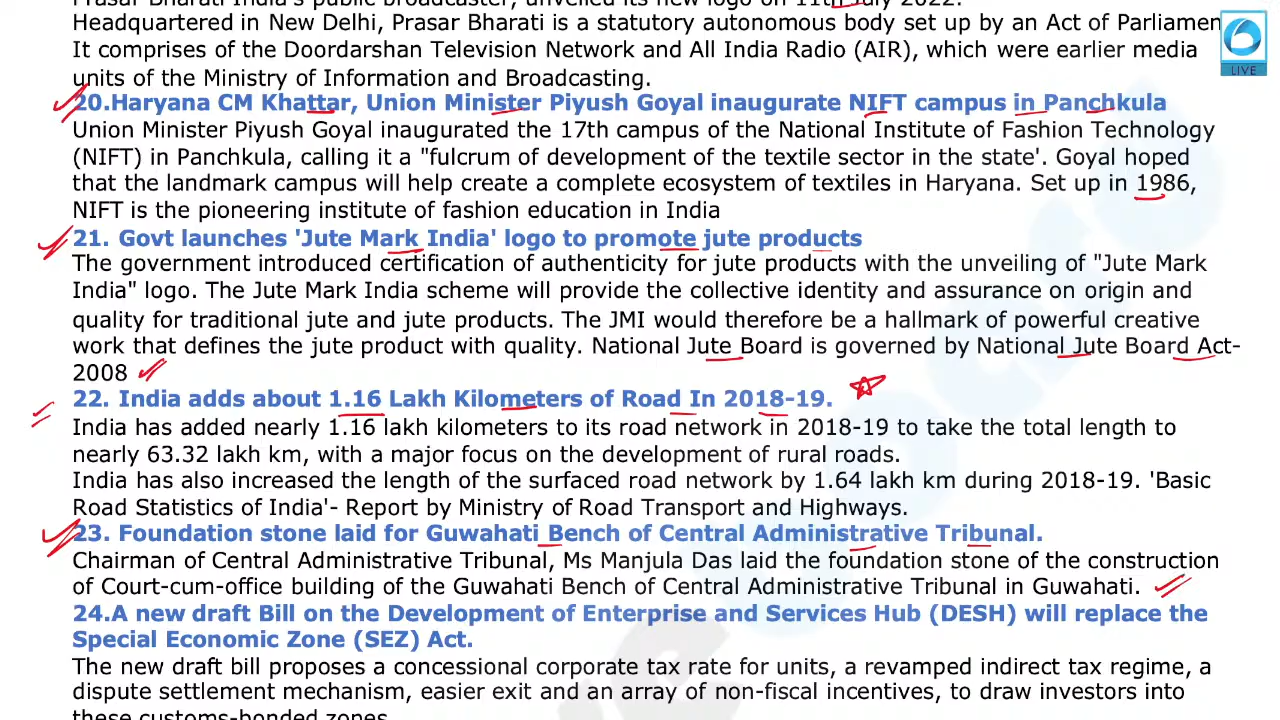 Prasar Bharati India's public broadcaster, unveiled its new logo on 11th July 2022.
Headquartered in New Delhi, Prasar Bharati is a statutory autonomous body set up by an Act of Parliamen
It comprises of the Doordarshan Television Network and All India Radio (AIR), which were earlier media
units of the Ministry of Information and Broadcasting.
20.Haryana CM Khattar, Union Minister Piyush Goyal inaugurate NIFT campus in Panchkula
Union Minister Piyush Goyal inaugurated the 17th campus of the National Institute of Fashion Technology
(NIFT) in Panchkula, calling it a "fulcrum of development of the textile sector in the state'. Goyal hoped
that the landmark campus will help create a complete ecosystem of textiles in Haryana. Set up in 1986,
NIFT is the pioneering institute of fashion education in India
21. Govt launches 'Jute Mark India' logo to promote jute products
The government introduced certification of authenticity for jute products with the unveiling of "Jute Mark
India" logo. The Jute Mark India scheme will provide the collective identity and assurance on origin and
quality for traditional jute and jute products. The JMI would therefore be a hallmark of powerful creative
work that defines the jute product with quality. National Jute Board is governed by National Jute Board Act-
2008
22. India adds about 1.16 Lakh Kilometers of Road In 2018-19.
India has added nearly 1.16 lakh kilometers to its road network in 2018-19 to take the total length to
nearly 63.32 lakh km, with a major focus on the development of rural roads.
India has also increased the length of the surfaced road network by 1.64 lakh km during 2018-19. 'Basic
Road Statistics of India'- Report by Ministry of Road Transport and Highways.
23. Foundation stone laid for Guwahati Bench of Central Administrative Tribunal.
Chairman of Central Administrative Tribunal, Ms Manjula Das laid the foundation stone of the construction
of Court-cum-office building of the Guwahati Bench of Central Administrative Tribunal in Guwahati.
24.A new draft Bill on the Development of Enterprise and Services Hub (DESH) will replace the
Special Economic Zone (SEZ) Act.
The new draft bill proposes a concessional corporate tax rate for units, a revamped indirect tax regime, a
dispute settlement mechanism, easier exit and an array of non-fiscal incentives, to draw investors into
these customs-bonded zones
LIVE